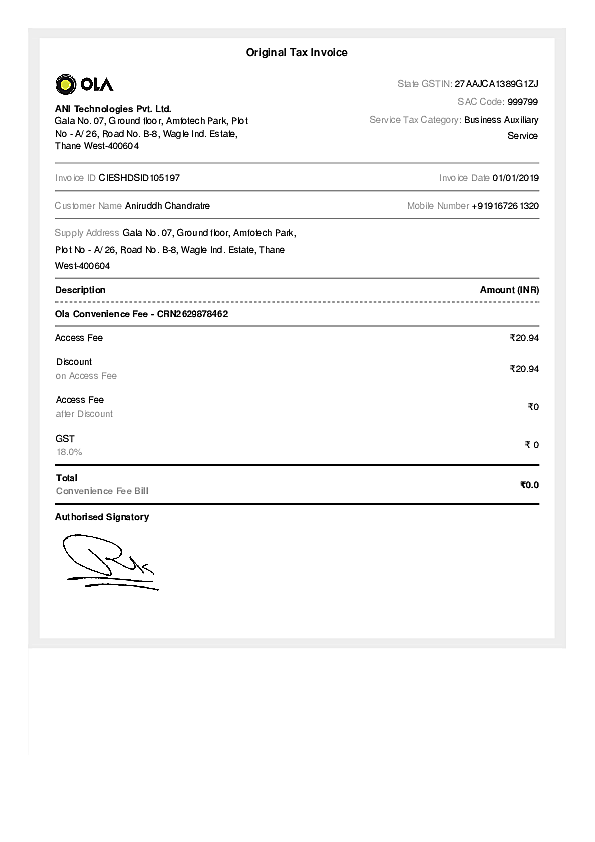 Original Tax Invoice
OLA
State GSTIN: 27AAJCA1389G1ZJ
SAC Code: 999799
Service Tax Category: Business Auxiliary
Service
ANI Technologies Pvt. Ltd.
Gala No. 07, Ground floor, Amfotech Park, Plot
No - A/ 26, Road No. B-8, Wagle Ind. Estate,
Thane West-400604
Invoice ID CIESHDSID105197 Invoice Date 01/01/2019
Customer Name Aniruddh Chandratre Mobile Number +919167261320
Supply Address Gala No. 07, Ground floor, Amfotech Park,
Plot No - A/ 26, Road No. B-8, Wagle Ind. Estate, Thane
West-400604
Description Amount (INR)
Ola Convenience Fee - CRN2629878462
Access Fee ₹20.94
Discount
on Access Fee ₹20.94
Access Fee
after Discount ₹0
GST
18.0% ₹ 0
Total
Convenience Fee Bill ₹0.0
Authorised Signatory